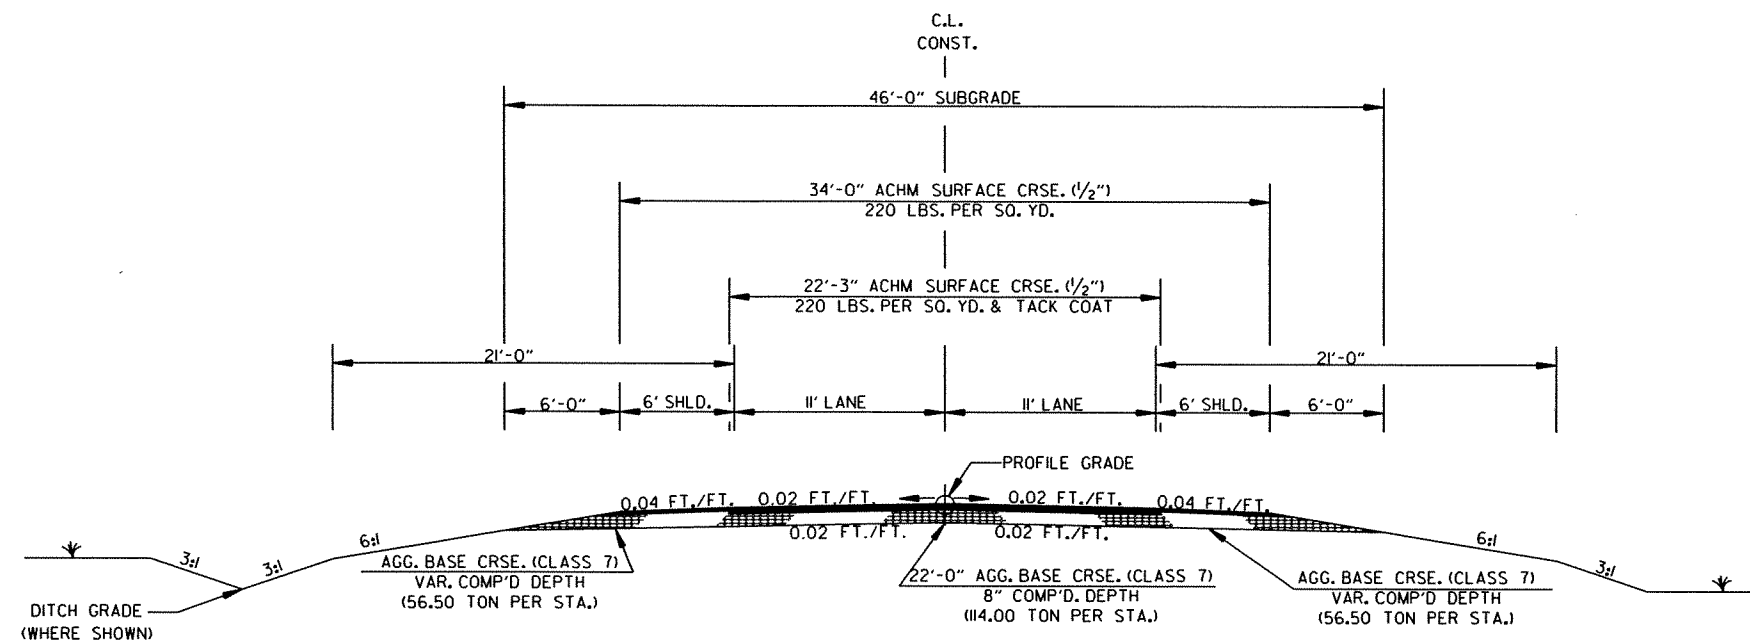 C.L.
CONST.
46'-0" SUBGRADE
34'-0" ACHM SURFACE CRSE. (1/2")
220 LBS. PER SQ. YD.
22'-3" ACHM SURFACE CRSE. (1/2")
220 LBS. PER SQ. YD. & TACK COAT
21'-0"
21'-0"
6'-0"
6' SHLD.
11' LANE
11' LANE
6' SHLD.
6'-0"
PROFILE GRADE
0.04 FT./FT.
0.02 FT./FT.
0.02 FT./FT.
0.04 FT./FT.
0.02 FT./FT.
0.02 FT./FT.
3:1
3:1
6:1
6:1
3:1
AGG. BASE CRSE. (CLASS 7)
VAR. COMP'D DEPTH
(56.50 TON PER STA.)
22'-0" AGG. BASE CRSE. (CLASS 7)
8" COMP'D. DEPTH
(114.00 TON PER STA.)
AGG. BASE CRSE. (CLASS 7)
VAR. COMP'D DEPTH
(56.50 TON PER STA.)
DITCH GRADE
(WHERE SHOWN)